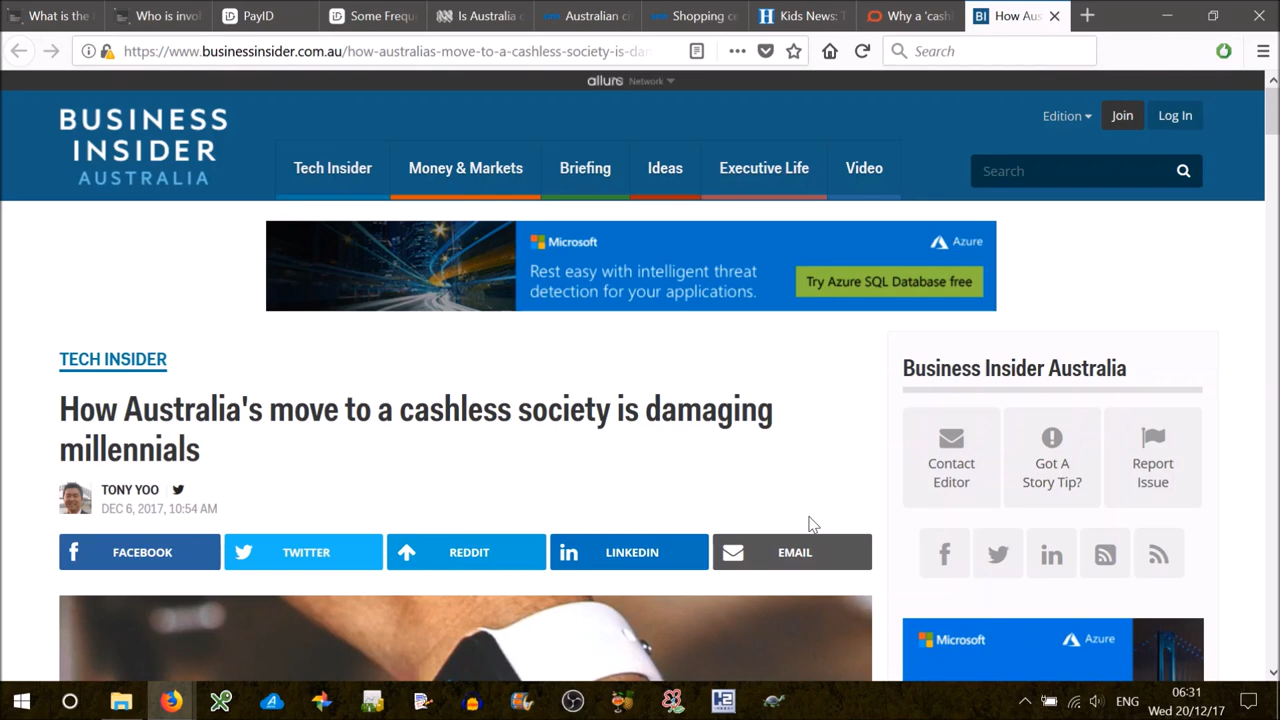 What is the
Who is invo
PayID
Some Frequ
Is Australia c
Australian ci
Shopping ce
Kids News: T
Why a 'cash
BI
How Aus
https://www.businessinsider.com.au/how-australias-move-to-a-cashless-society-is-dam
Search
allure Network
BUSINESS
INSIDER
AUSTRALIA
Edition
Join
Log In
Tech Insider
Money & Markets
Briefing
Ideas
Executive Life
Video
Search
Microsoft
Azure
Rest easy with intelligent threat
detection for your applications.
Try Azure SQL Database free
TECH INSIDER
How Australia's move to a cashless society is damaging
millennials
TONY YOO
DEC 6, 2017, 10:54 AM
FACEBOOK
TWITTER
REDDIT
LINKEDIN
EMAIL
Business Insider Australia
Contact
Editor
Got A
Story Tip?
Report
Issue
Microsoft
Azure
ENG
06:31
Wed 20/12/17